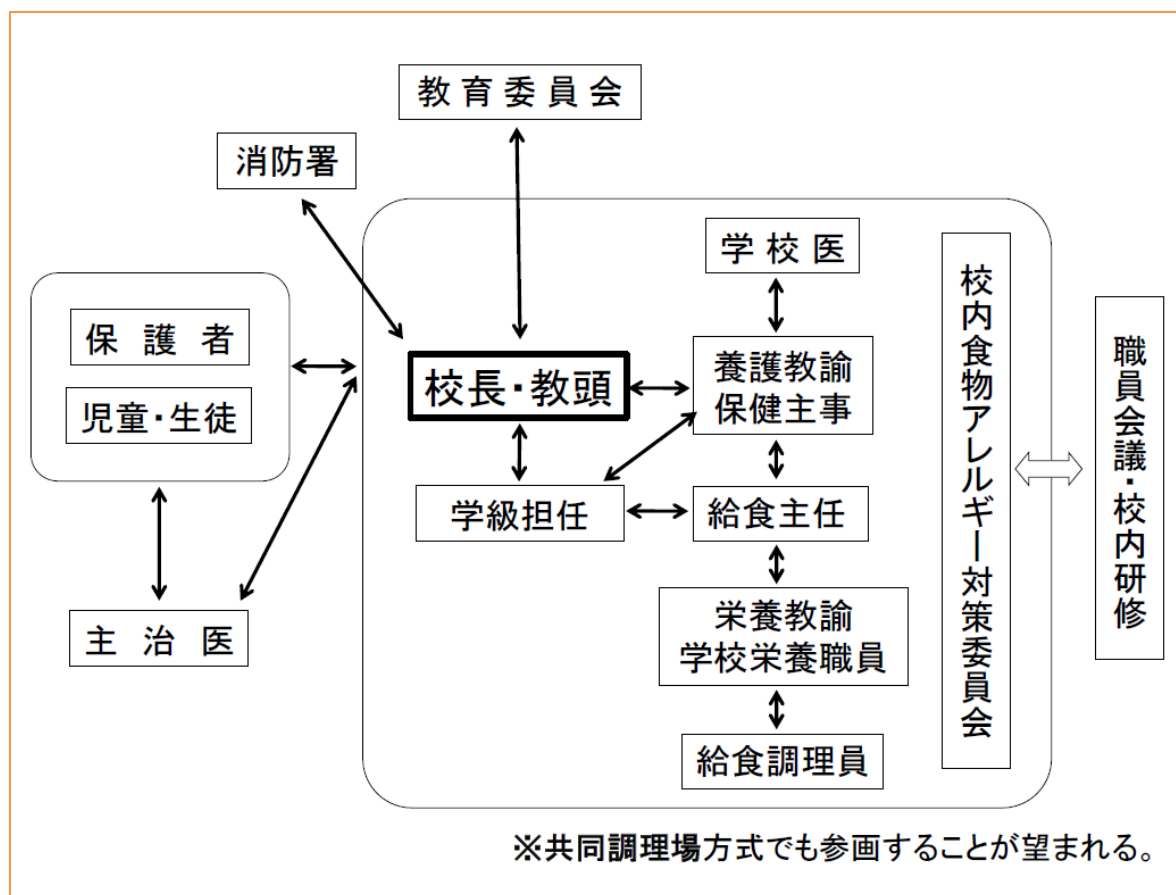 教育委員会
消防署
学校医
保護者
児童・生徒
校長・教頭
養護教諭
保健主事
学級担任
給食主任
主治医
栄養教諭
学校栄養職員
給食調理員
校内食物アレルギー対策委員会
職員会議・校内研修
※共同調理場方式でも参画することが望まれる。